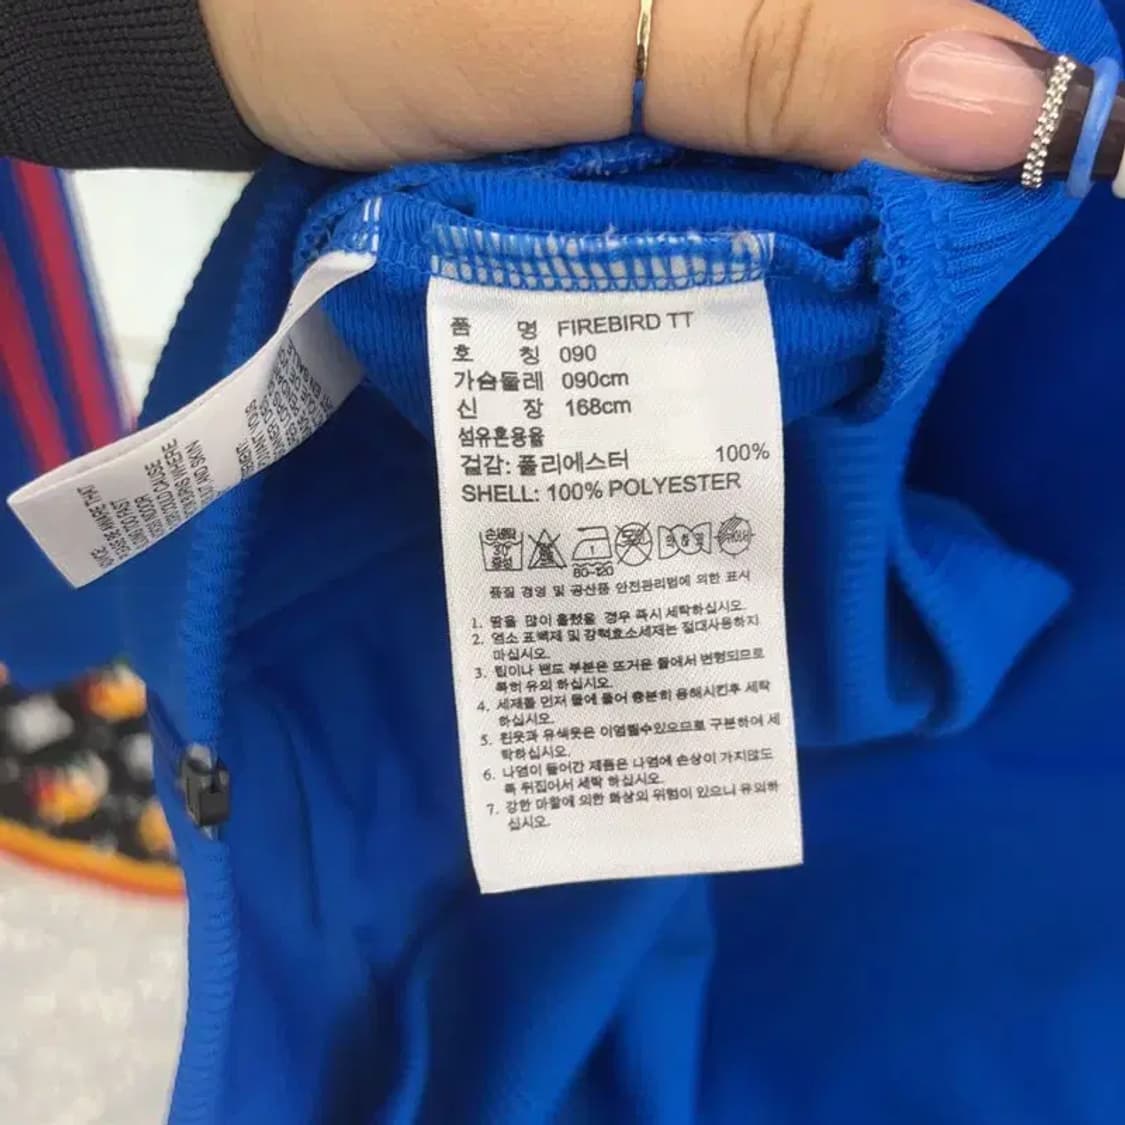 품 명 FIREBIRD TT
호 칭 090
가슴둘레 090cm
신 장 168cm
섬유혼용율
겉감: 폴리에스터 100%
SHELL: 100% POLYESTER
손세탁
30°
중성
80~120
품질 경영 및 공산품 안전관리법에 의한 표시
1. 땀을 많이 흘렸을 경우 즉시 세탁하십시오.
2. 염소 표백제 및 강력효소세제는 절대사용하지
마십시오.
3. 립이나 밴드 부분은 뜨거운 물에서 변형되므로
특히 유의 하십시오.
4. 세제를 먼저 물에 풀어 충분히 용해시킨후 세탁
하십시오.
5. 흰옷과 유색옷은 이염될수있으므로 구분하여 세
탁하십시오.
6. 나염이 들어간 제품은 나염에 손상이 가지않도
록 뒤집어서 세탁 하십시오.
7. 강한 마찰에 의한 화상의 위험이 있으니 유의하
십시오.